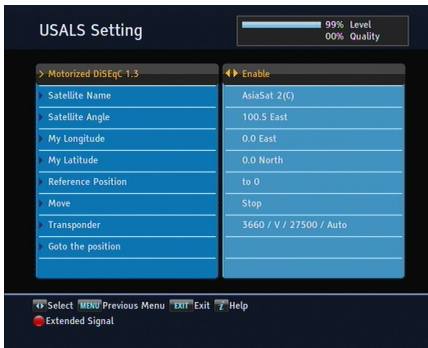 USALS Setting
99% Level
00% Quality
> Motorized DiSEqC 1.3 Enable
Satellite Name AsiaSat 2(C)
Satellite Angle 100.5 East
My Longitude 0.0 East
My Latitude 0.0 North
Reference Position to 0
Move Stop
Transponder 3660 / V / 27500 / Auto
Goto the position
Select MENU Previous Menu EXIT Exit i Help
Extended Signal